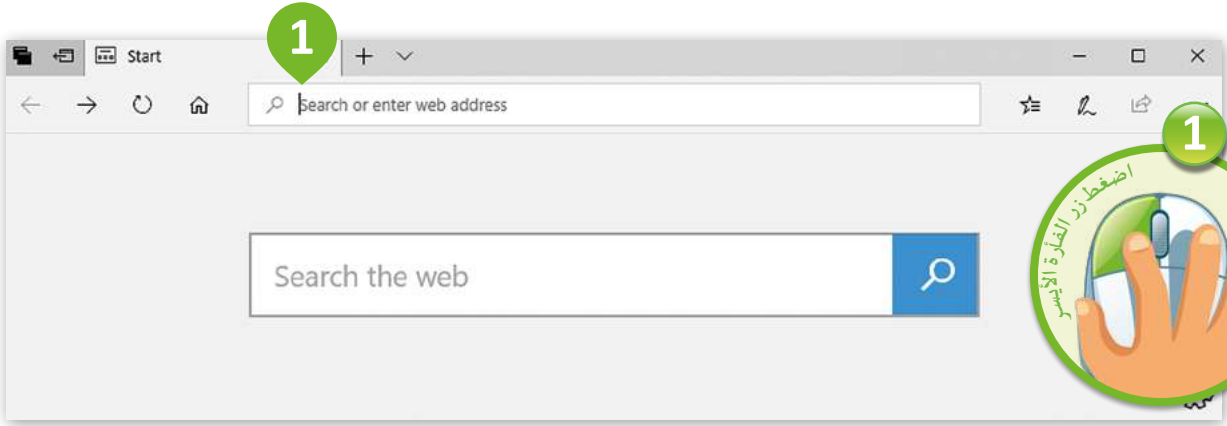 1
Start
Search or enter web address
1
اضغط زر الفأرة الأيسر
Search the web